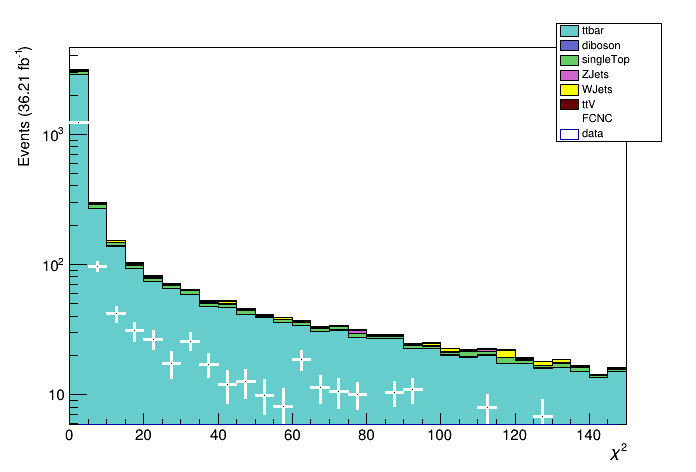 ttbar
diboson
singleTop
ZJets
WJets
ttV
FCNC
data
Events (36.21 fb⁻¹)
10³
10²
10
0 20 40 60 80 100 120 140
χ²